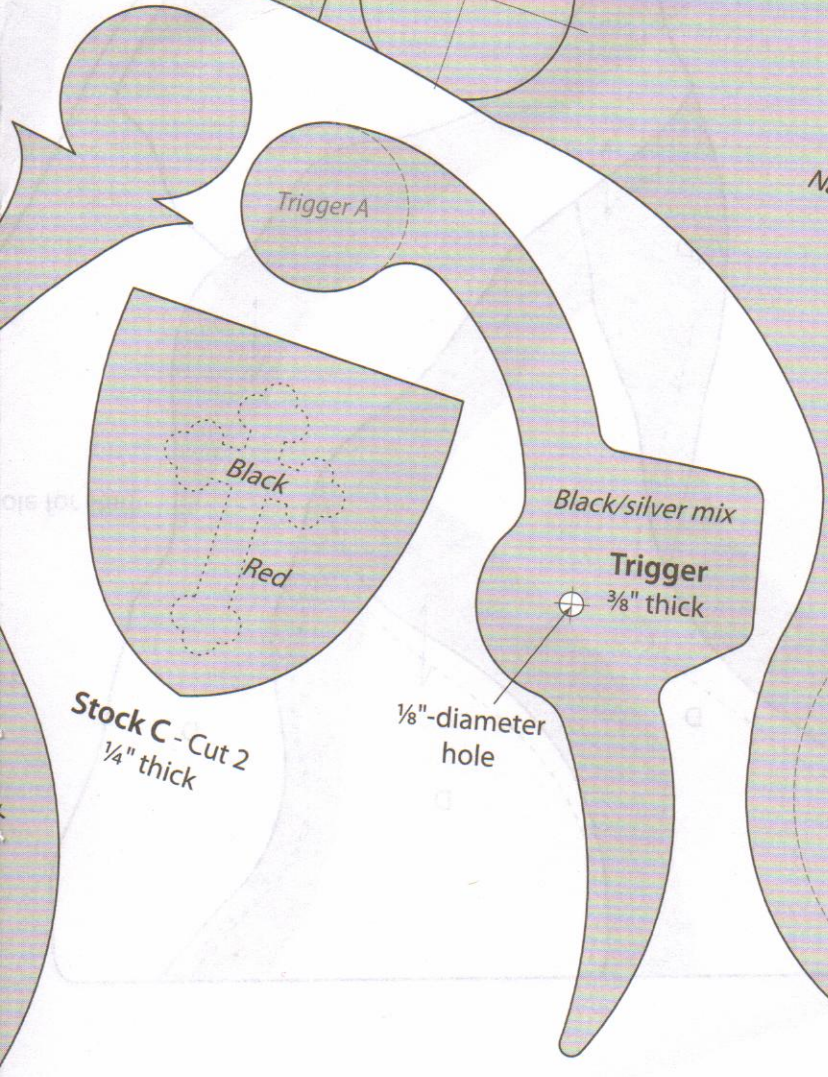 Trigger A
Black
Red
Stock C - Cut 2
¼" thick
Black/silver mix
Trigger
⅜" thick
⅛"-diameter
hole